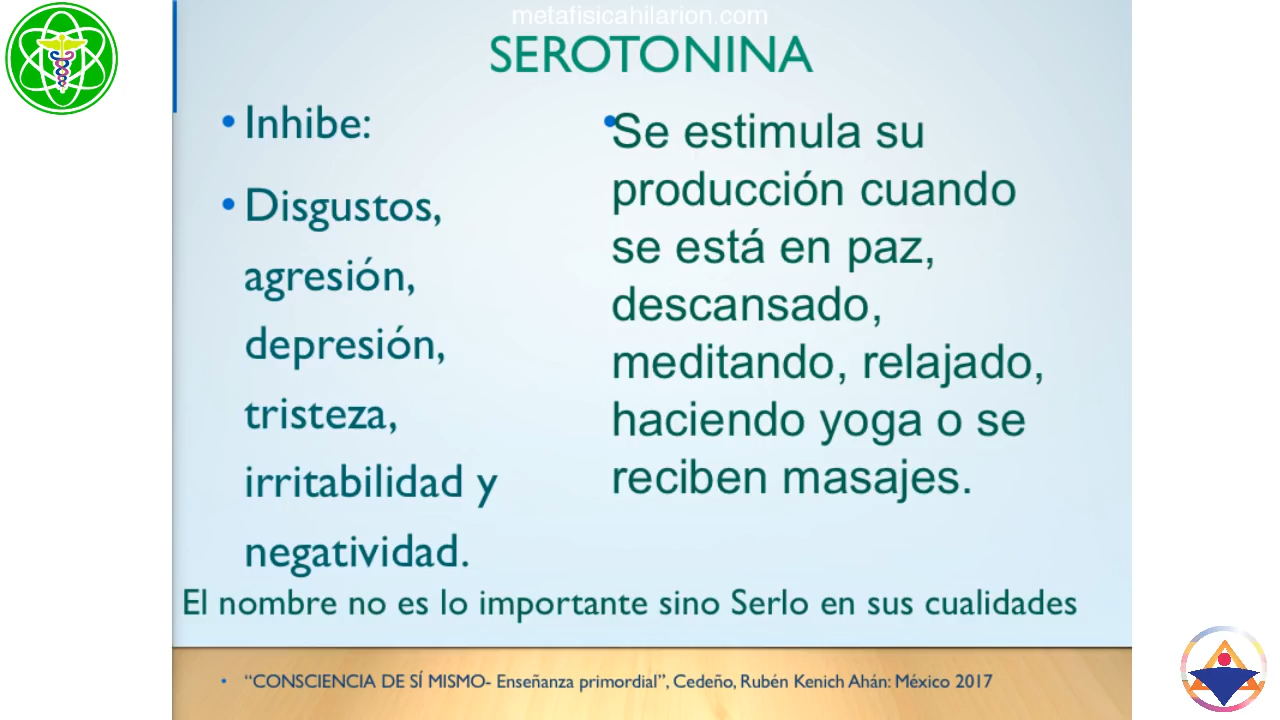 metafisicahilarion.com
SEROTONINA
• Inhibe:
• Disgustos,
agresión,
depresión,
tristeza,
irritabilidad y
negatividad.
• Se estimula su
producción cuando
se está en paz,
descansado,
meditando, relajado,
haciendo yoga o se
reciben masajes.
El nombre no es lo importante sino Serlo en sus cualidades
• “CONSCIENCIA DE SÍ MISMO- Enseñanza primordial”, Cedeño, Rubén Kenich Ahán: México 2017